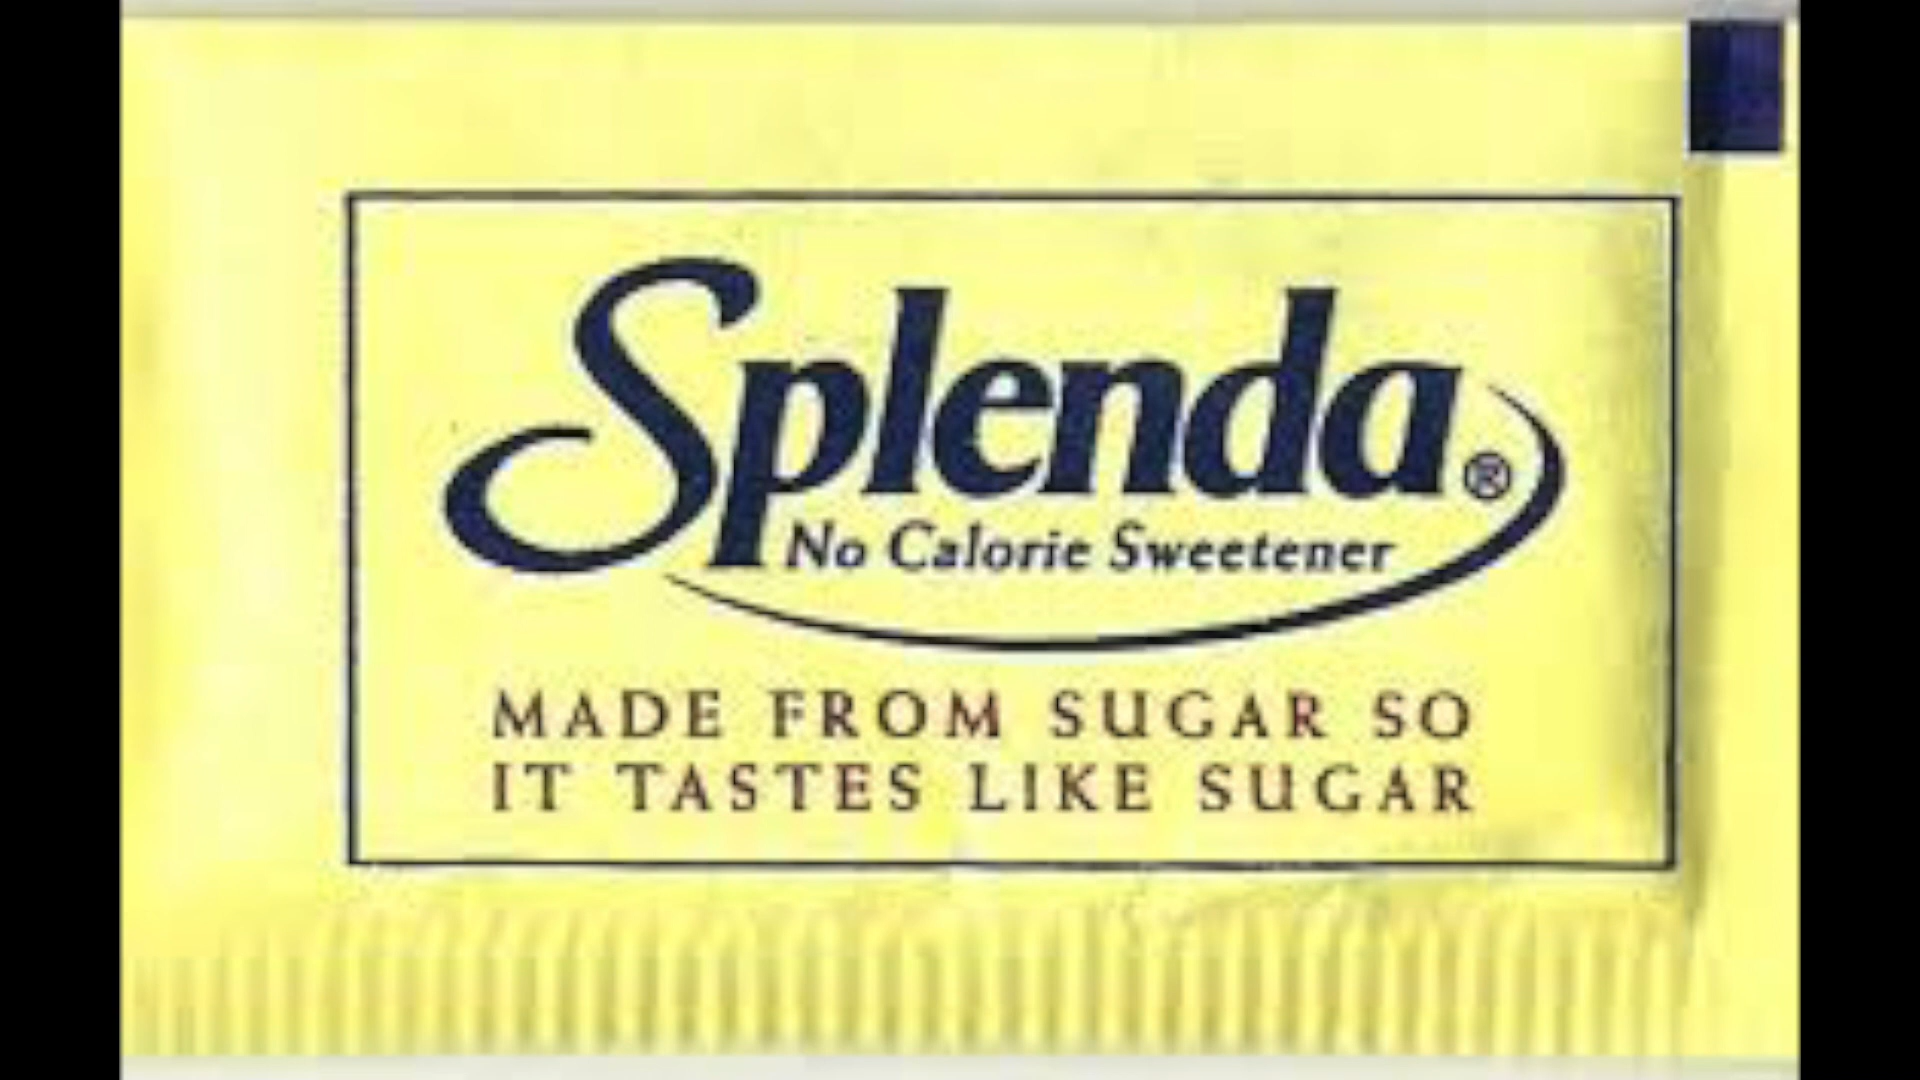 Splenda®
No Calorie Sweetener
MADE FROM SUGAR SO
IT TASTES LIKE SUGAR